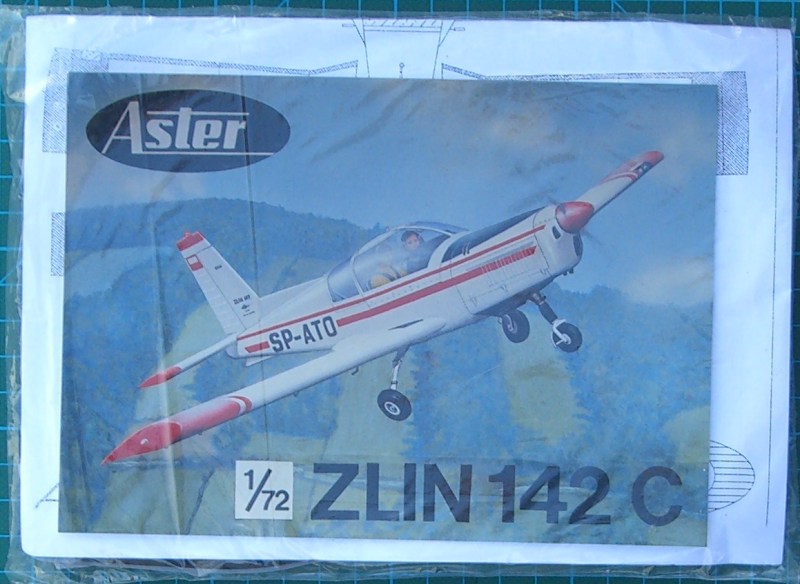 Aster
SP-ATO
1/72
ZLIN 142 C